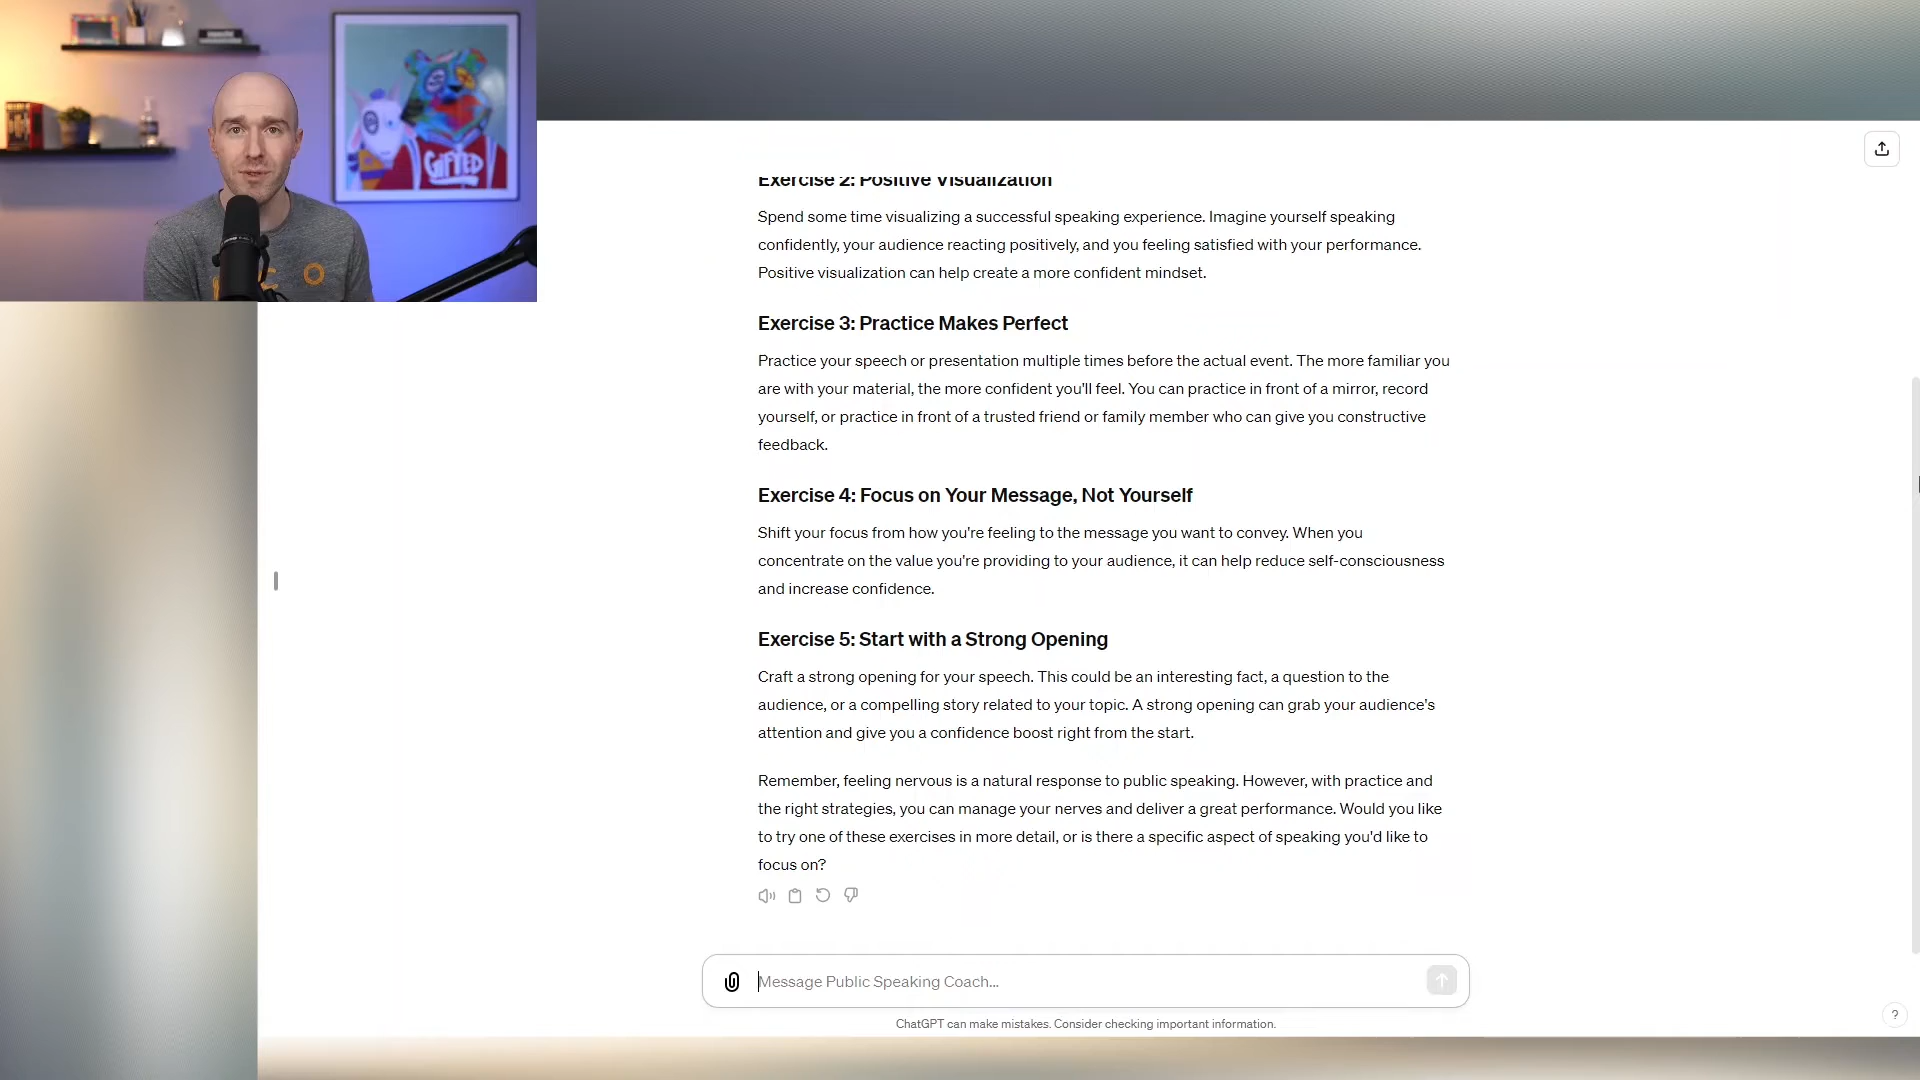 GIFTED
Exercise 2: Positive Visualization
Spend some time visualizing a successful speaking experience. Imagine yourself speaking
confidently, your audience reacting positively, and you feeling satisfied with your performance.
Positive visualization can help create a more confident mindset.
Exercise 3: Practice Makes Perfect
Practice your speech or presentation multiple times before the actual event. The more familiar you
are with your material, the more confident you'll feel. You can practice in front of a mirror, record
yourself, or practice in front of a trusted friend or family member who can give you constructive
feedback.
Exercise 4: Focus on Your Message, Not Yourself
Shift your focus from how you're feeling to the message you want to convey. When you
concentrate on the value you're providing to your audience, it can help reduce self-consciousness
and increase confidence.
Exercise 5: Start with a Strong Opening
Craft a strong opening for your speech. This could be an interesting fact, a question to the
audience, or a compelling story related to your topic. A strong opening can grab your audience's
attention and give you a confidence boost right from the start.
Remember, feeling nervous is a natural response to public speaking. However, with practice and
the right strategies, you can manage your nerves and deliver a great performance. Would you like
to try one of these exercises in more detail, or is there a specific aspect of speaking you'd like to
focus on?
Message Public Speaking Coach...
ChatGPT can make mistakes. Consider checking important information.
?